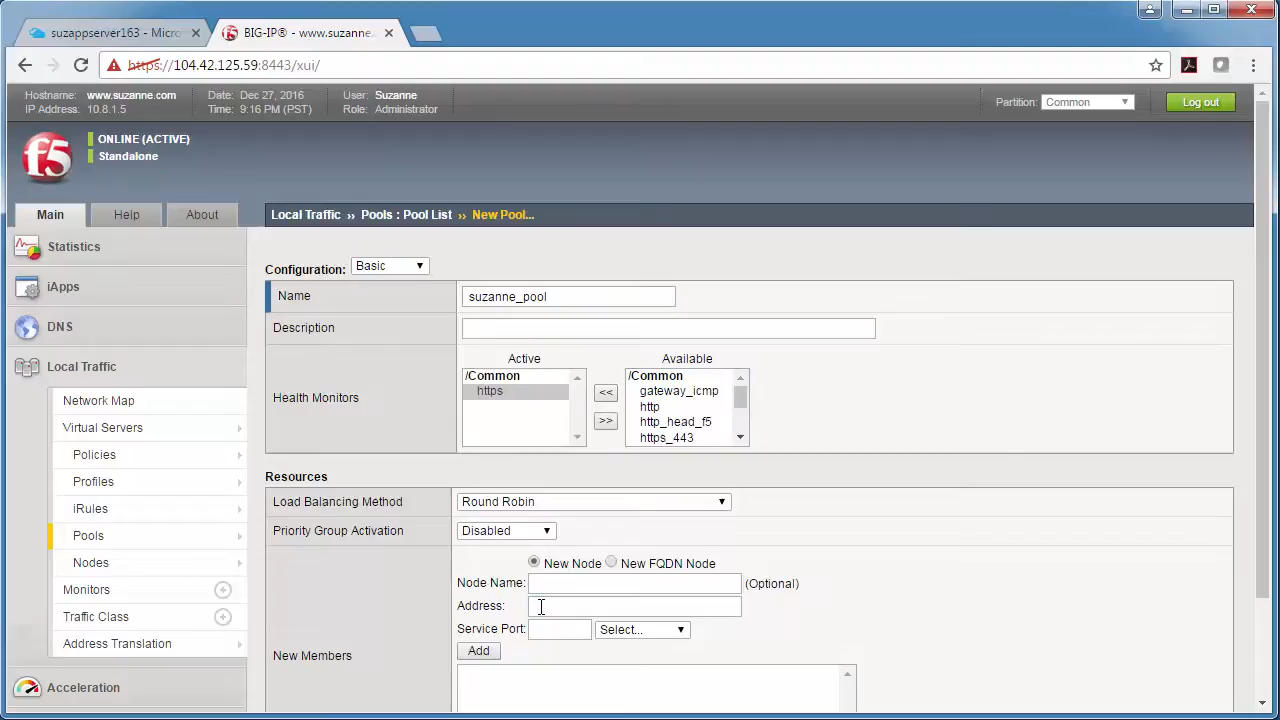 suzappserver163 - Micro
BIG-IP® - www.suzanne.
https://104.42.125.59:8443/xui/
Hostname: www.suzanne.com Date: Dec 27, 2016 User: Suzanne
IP Address: 10.8.1.5 Time: 9:16 PM (PST) Role: Administrator
Partition: Common Log out
f5
ONLINE (ACTIVE)
Standalone
Main Help About
Local Traffic ›› Pools : Pool List ›› New Pool...
Statistics
iApps
DNS
Local Traffic
Network Map
Virtual Servers
Policies
Profiles
iRules
Pools
Nodes
Monitors
Traffic Class
Address Translation
Acceleration
Configuration: Basic
Name suzanne_pool
Description
Health Monitors
Active Available
/Common /Common
https gateway_icmp
http
http_head_f5
https_443
<< 
>>
Resources
Load Balancing Method Round Robin
Priority Group Activation Disabled
New Members
New Node New FQDN Node
Node Name: (Optional)
Address:
Service Port: Select...
Add